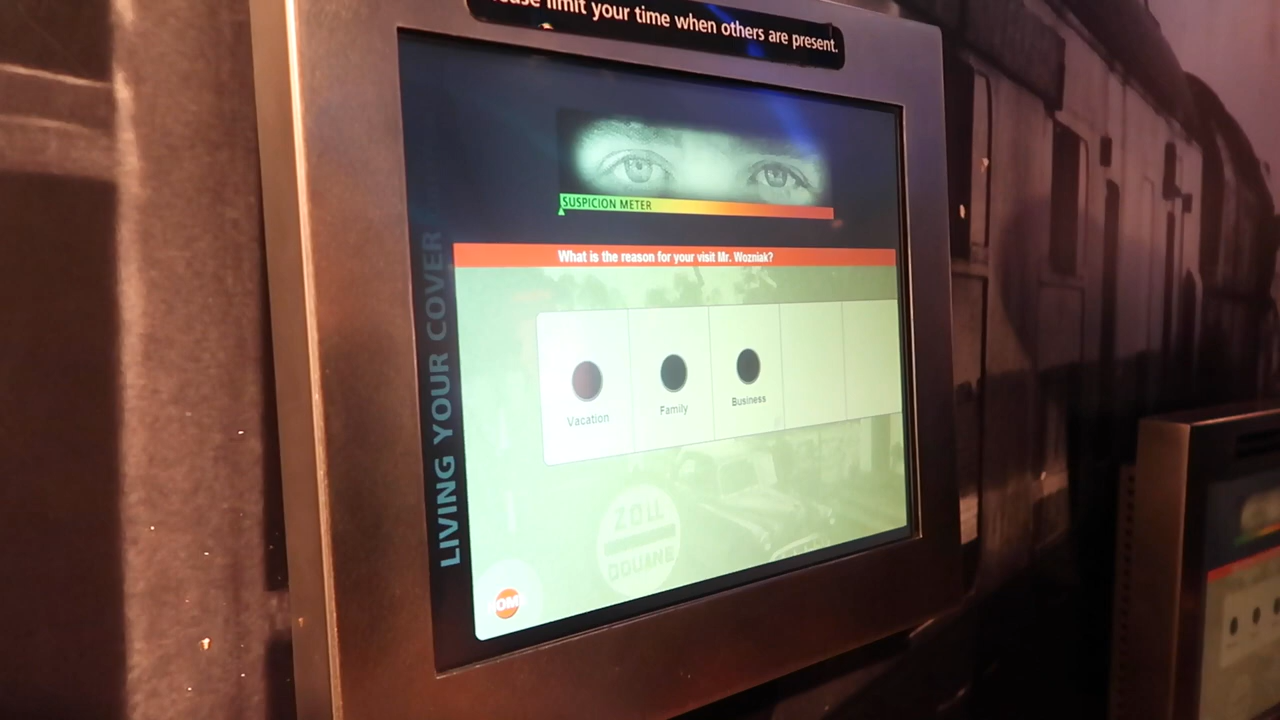 limit your time when others are present.
SUSPICION METER
What is the reason for your visit Mr. Wozniak?
LIVING YOUR COVER
Vacation
Family
Business
ZOLL
DOUANE